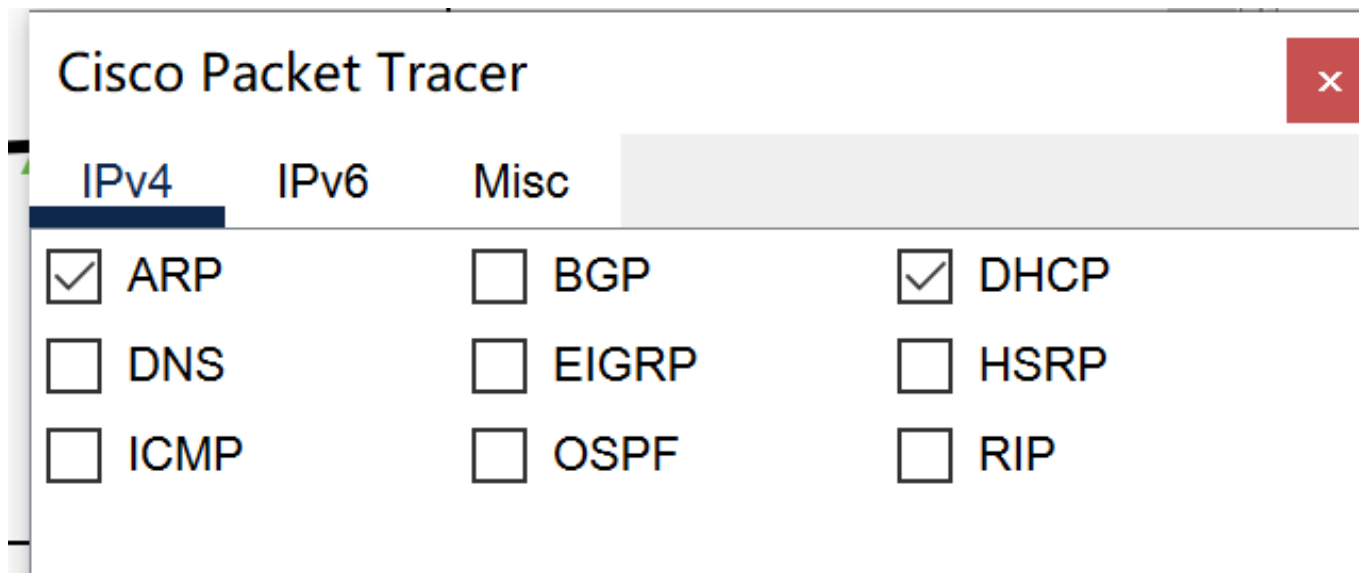 Cisco Packet Tracer
IPv4 IPv6 Misc
ARP BGP DHCP
DNS EIGRP HSRP
ICMP OSPF RIP